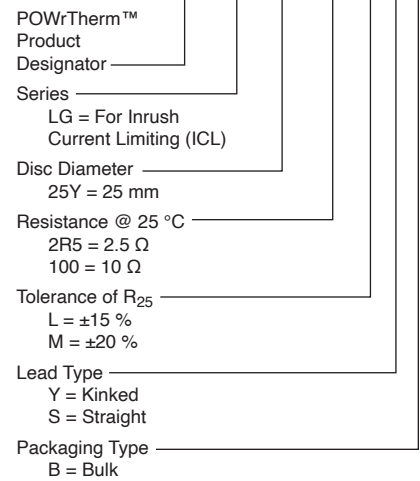 POWrTherm™
Product
Designator
Series
LG = For Inrush
Current Limiting (ICL)
Disc Diameter
25Y = 25 mm
Resistance @ 25 °C
2R5 = 2.5 Ω
100 = 10 Ω
Tolerance of R25
L = ±15 %
M = ±20 %
Lead Type
Y = Kinked
S = Straight
Packaging Type
B = Bulk